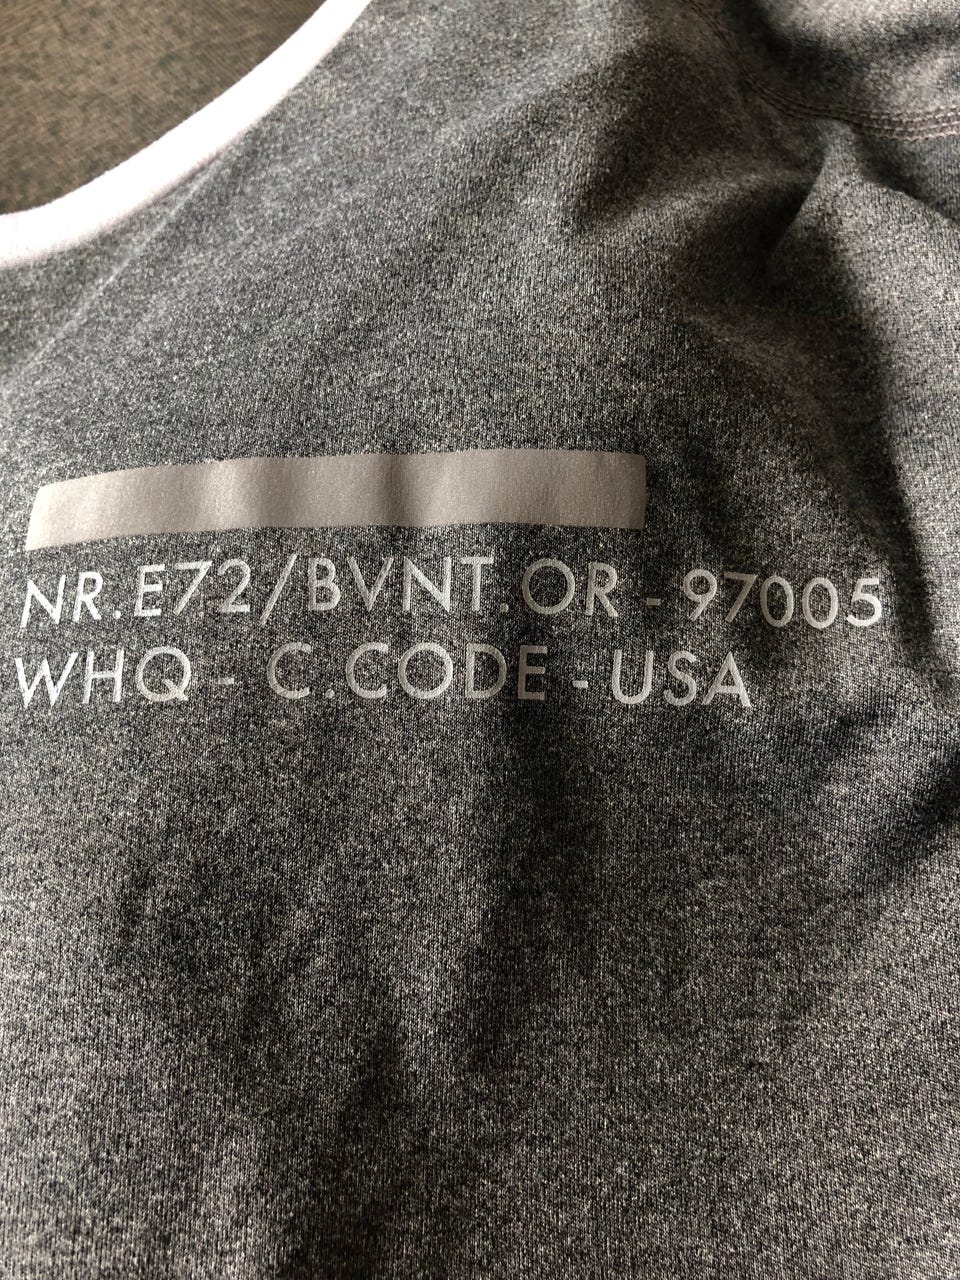 NR.E72/BVNT.OR - 97005
WHQ - C.CODE - USA